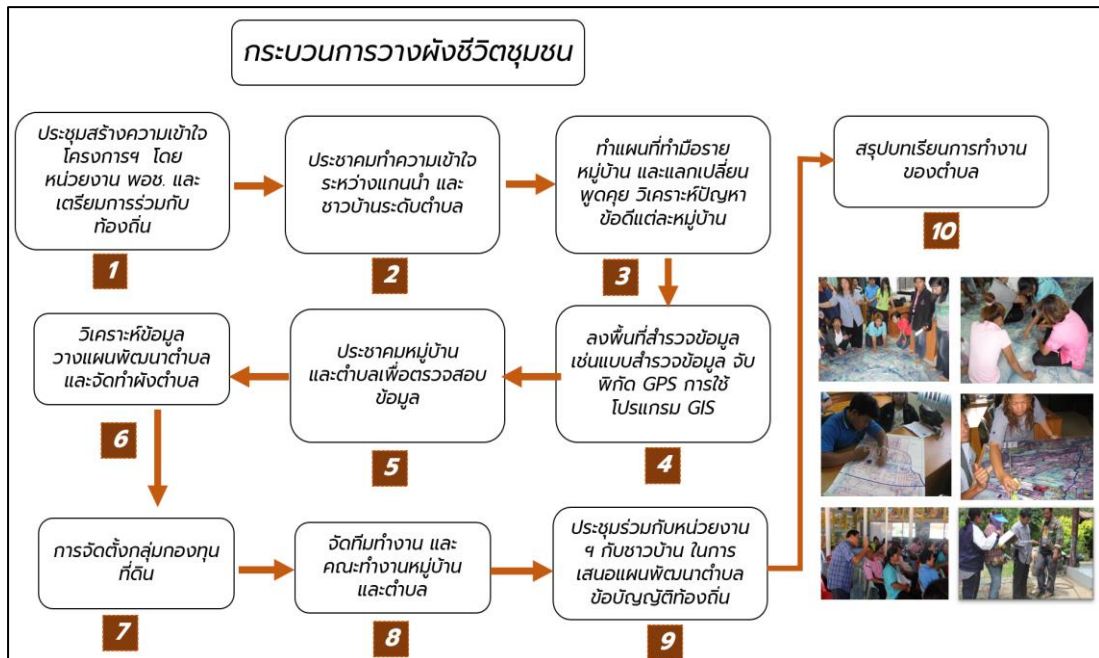 กระบวนการวางผังชีวิตชุมชน
ประชุมสร้างความเข้าใจ
โครงการฯ โดย
หน่วยงาน พอช. และ
เตรียมการร่วมกับ
ท้องถิ่น
1
ประชาคมทำความเข้าใจ
ระหว่างแกนนำ และ
ชาวบ้านระดับตำบล
2
ทำแผนที่ทำมือราย
หมู่บ้าน และแลกเปลี่ยน
พูดคุย วิเคราะห์ปัญหา
ข้อดีแต่ละหมู่บ้าน
3
ลงพื้นที่สำรวจข้อมูล
เช่นแบบสำรวจข้อมูล จับ
พิกัด GPS การใช้
โปรแกรม GIS
4
ประชาคมหมู่บ้าน
และตำบลเพื่อตรวจสอบ
ข้อมูล
5
วิเคราะห์ข้อมูล
วางแผนพัฒนาตำบล
และจัดทำผังตำบล
6
การจัดตั้งกลุ่มกองทุน
ที่ดิน
7
จัดทีมทำงาน และ
คณะทำงานหมู่บ้าน
และตำบล
8
ประชุมร่วมกับหน่วยงาน
ฯ กับชาวบ้าน ในการ
เสนอแผนพัฒนาตำบล
ข้อบัญญัติท้องถิ่น
9
สรุปบทเรียนการทำงาน
ของตำบล
10